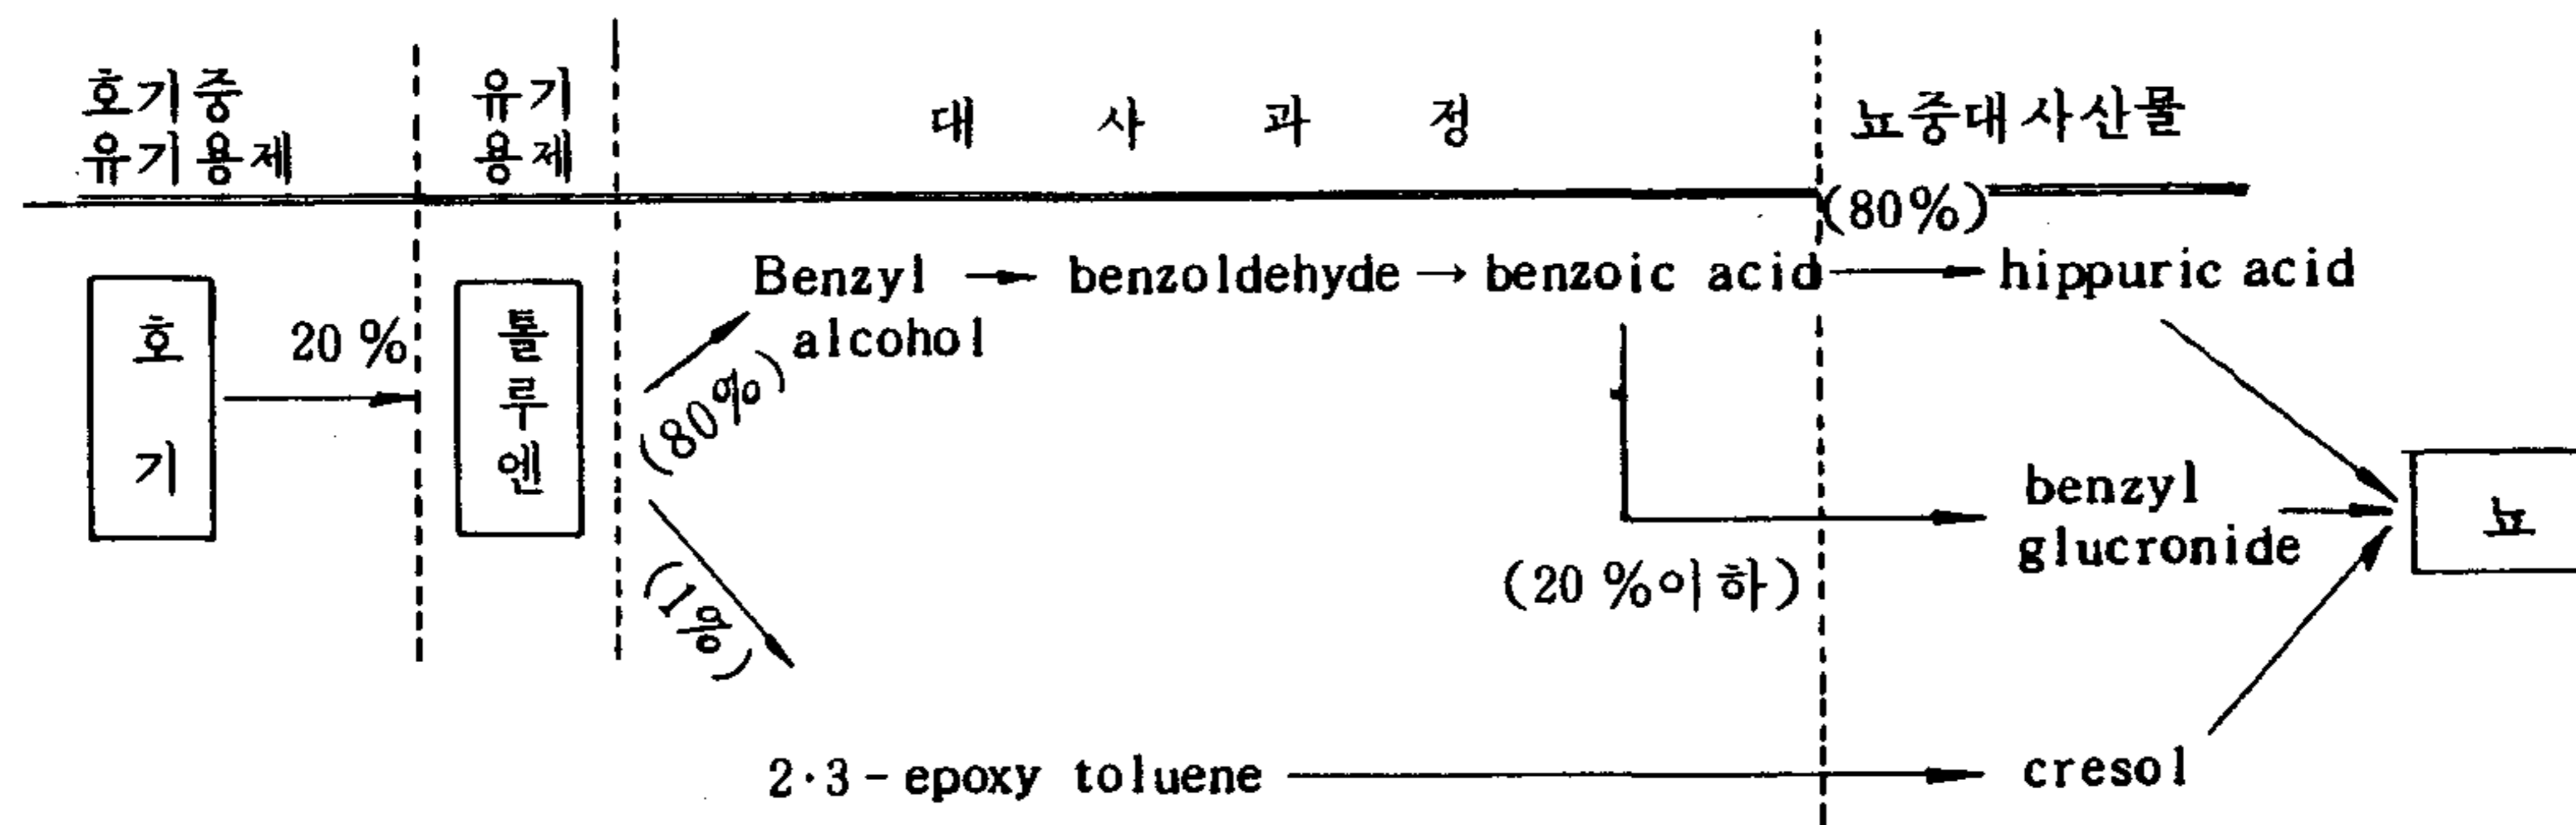 호기중
유기용제
유기
용제
대 사 과 정
뇨중대사산물
(80%)
Benzyl
alcohol
benzoldehyde
benzoic acid
hippuric acid
호
기
20 %
톨
루
엔
(80%)
(1%)
(20 %이하)
benzyl
glucronide
뇨
2·3-epoxy toluene
cresol